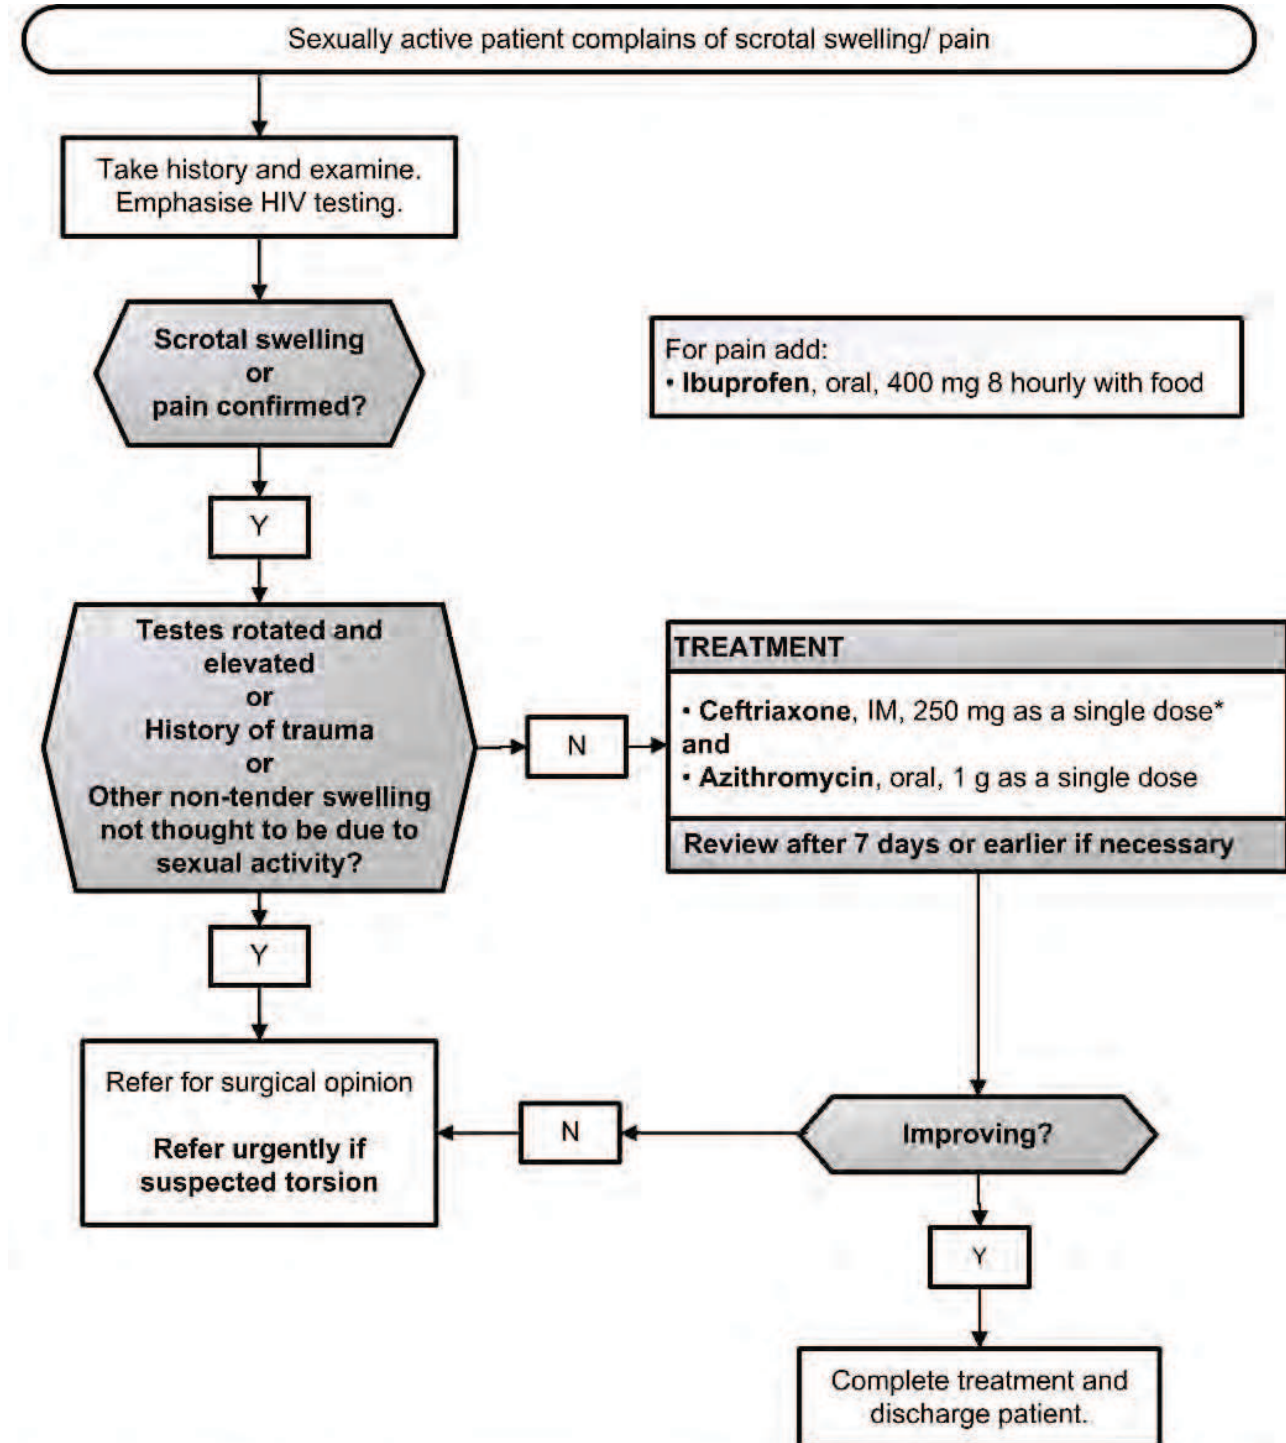 Sexually active patient complains of scrotal swelling/ pain
Take history and examine.
Emphasise HIV testing.
Scrotal swelling
or
pain confirmed?
For pain add:
• Ibuprofen, oral, 400 mg 8 hourly with food
Y
Testes rotated and
elevated
or
History of trauma
or
Other non-tender swelling
not thought to be due to
sexual activity?
N
TREATMENT
• Ceftriaxone, IM, 250 mg as a single dose*
and
• Azithromycin, oral, 1 g as a single dose
Review after 7 days or earlier if necessary
Y
Refer for surgical opinion
Refer urgently if
suspected torsion
N
Improving?
Y
Complete treatment and
discharge patient.